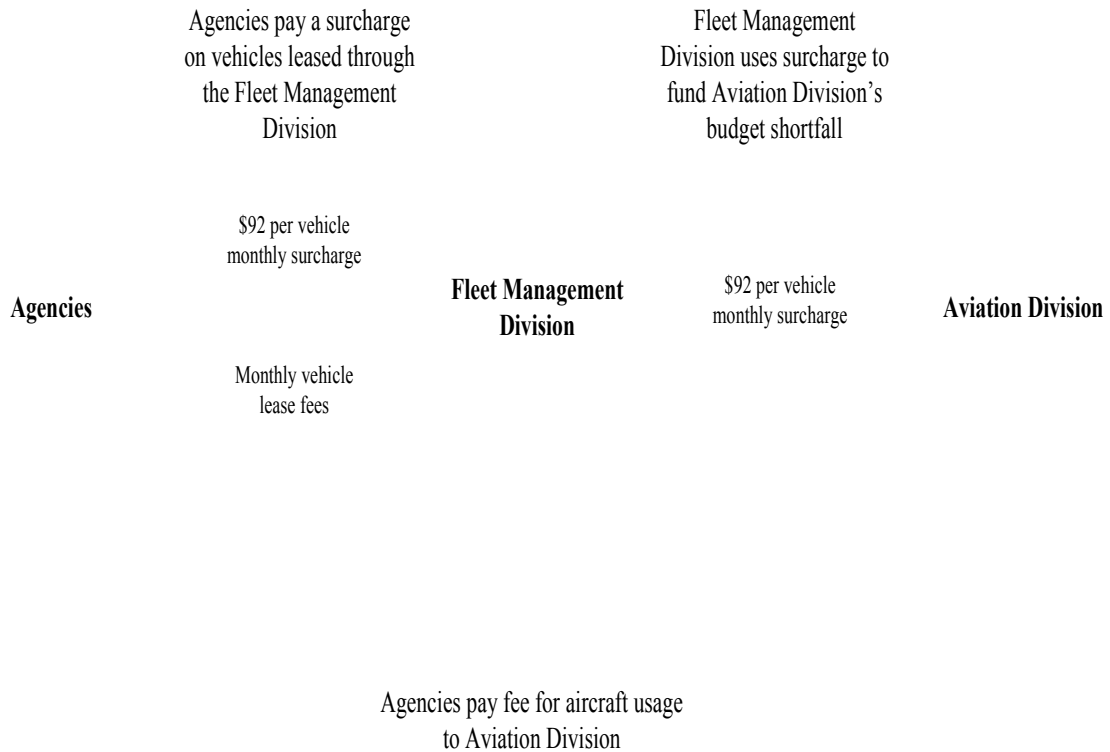 Agencies pay a surcharge
on vehicles leased through
the Fleet Management
Division
Fleet Management
Division uses surcharge to
fund Aviation Division’s
budget shortfall
$92 per vehicle
monthly surcharge
Agencies
Fleet Management
Division
$92 per vehicle
monthly surcharge
Aviation Division
Monthly vehicle
lease fees
Agencies pay fee for aircraft usage
to Aviation Division